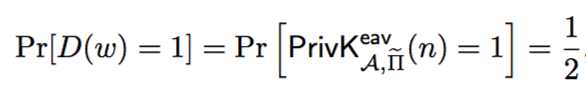 Pr[D(w) = 1] = Pr [PrivK^{eav}_{𝒜,Π̃}(n) = 1] = 1/2,